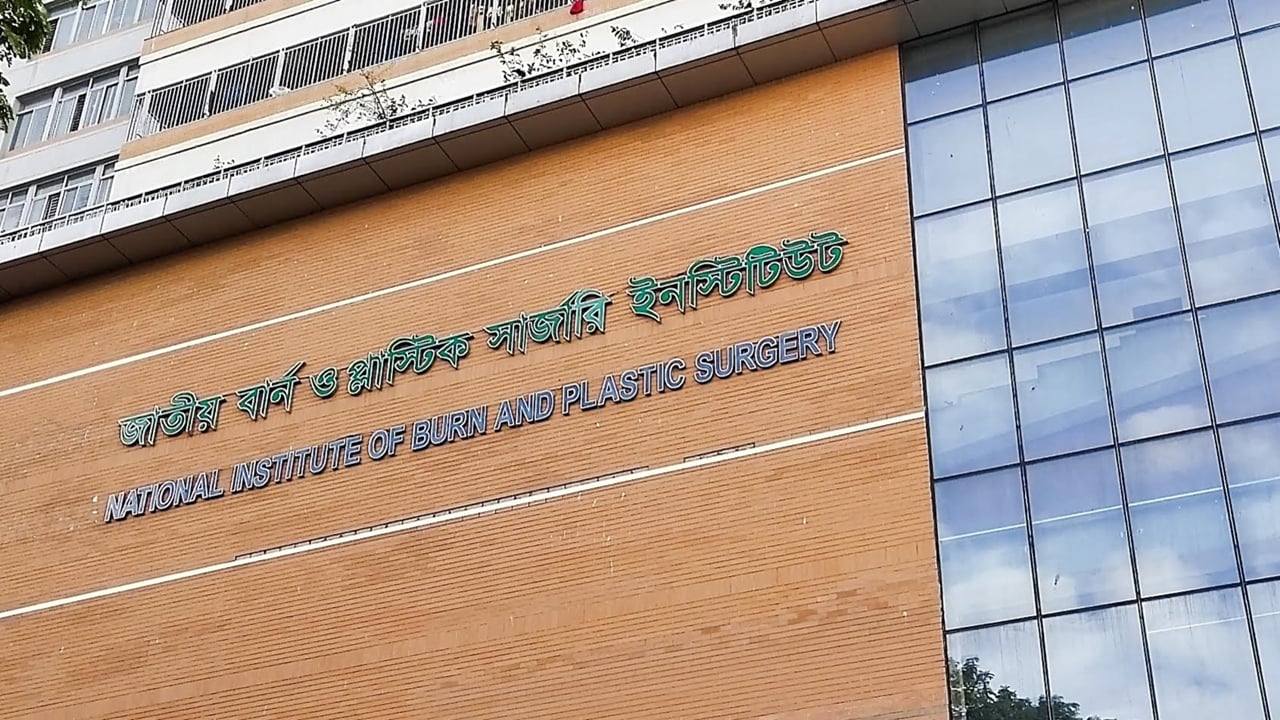 জাতীয় বার্ন ও প্লাস্টিক সার্জারি ইনস্টিটিউট
NATIONAL INSTITUTE OF BURN AND PLASTIC SURGERY